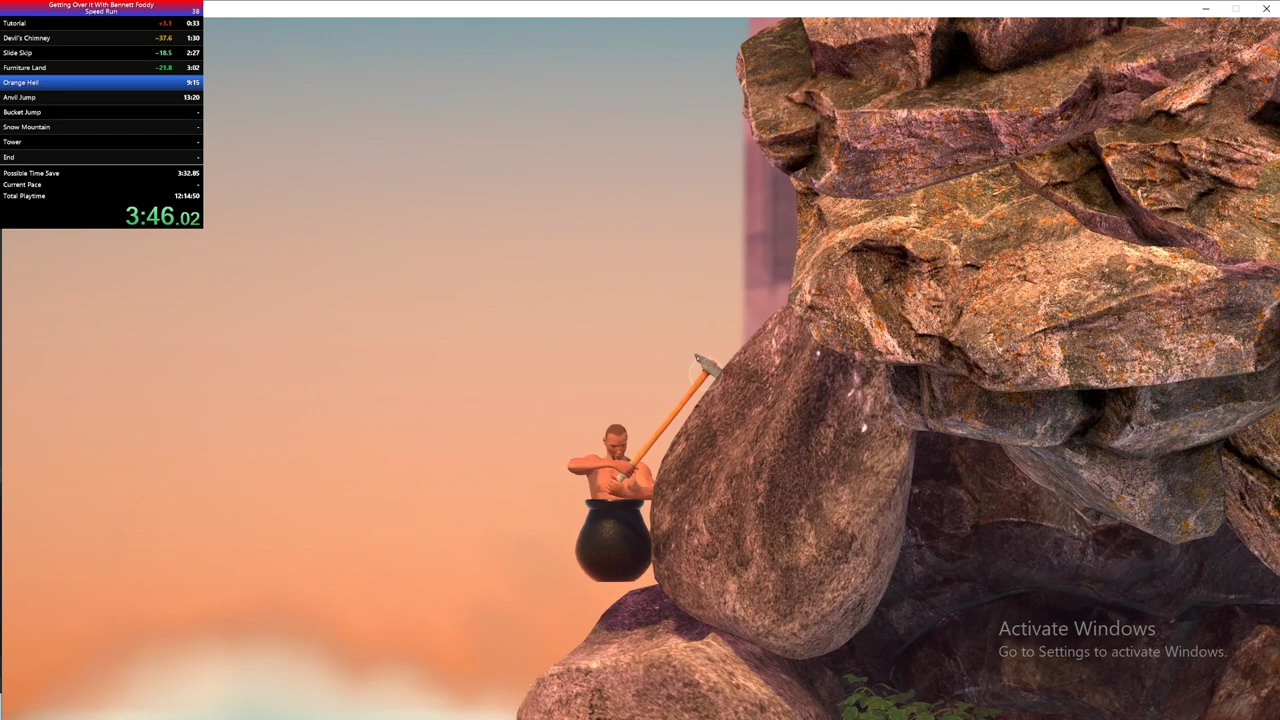 Getting Over It With Bennett Foddy
Speed Run 38
Tutorial +3.1 0:33
Devil's Chimney −37.6 1:30
Slide Skip −18.5 2:27
Furniture Land −21.8 3:02
Orange Hell 9:15
Anvil Jump 13:20
Bucket Jump -
Snow Mountain -
Tower -
End -
Possible Time Save 3:32.85
Current Pace -
Total Playtime 12:14:50
3:46.02
Activate Windows
Go to Settings to activate Windows.